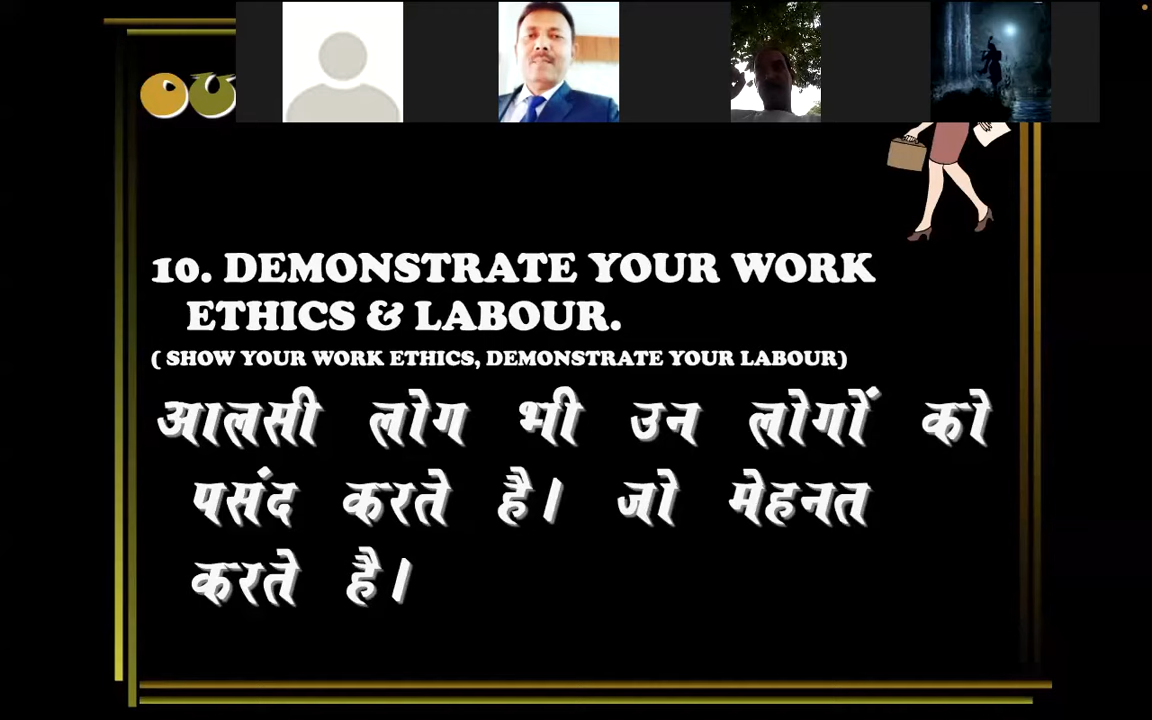 10. DEMONSTRATE YOUR WORK
ETHICS & LABOUR.
( SHOW YOUR WORK ETHICS, DEMONSTRATE YOUR LABOUR)
आलसी लोग भी उन लोगों को
पसंद करते है। जो मेहनत
करते है।